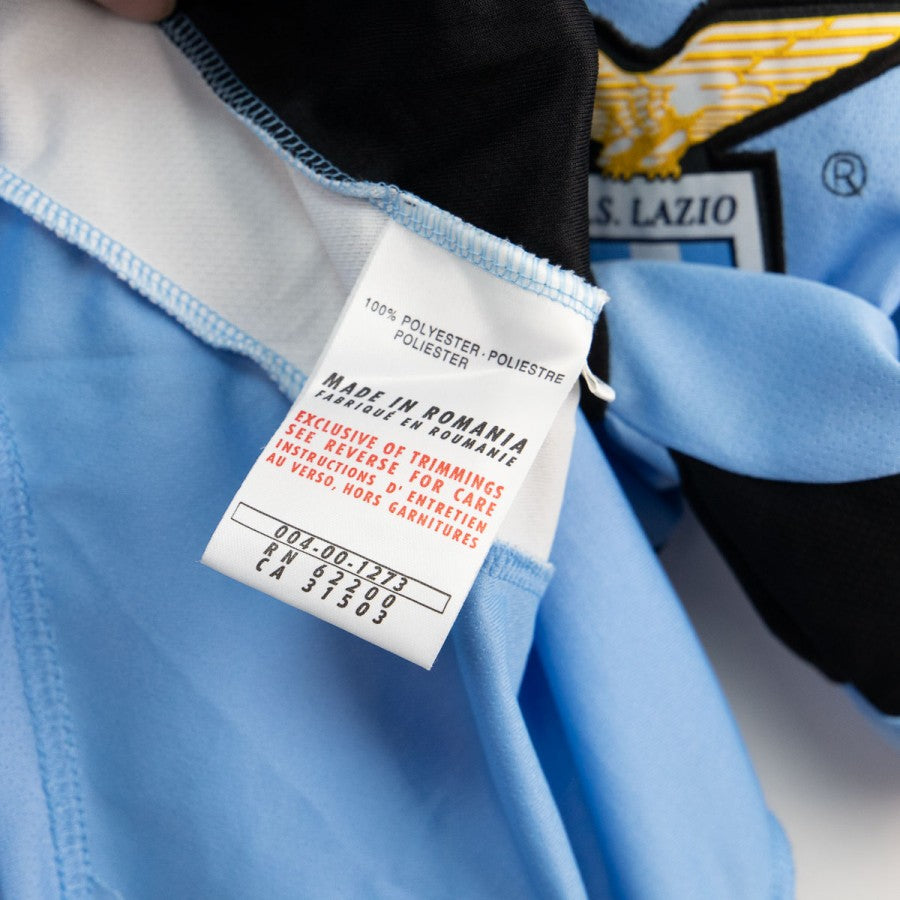 .S. LAZIO
®
100% POLYESTER · POLIESTRE
POLIESTER
MADE IN ROMANIA
FABRIQUÉ EN ROUMANIE
EXCLUSIVE OF TRIMMINGS
SEE REVERSE FOR CARE
INSTRUCTIONS D' ENTRETIEN
AU VERSO, HORS GARNITURES
004-00-1273
RN 62200
CA 31503